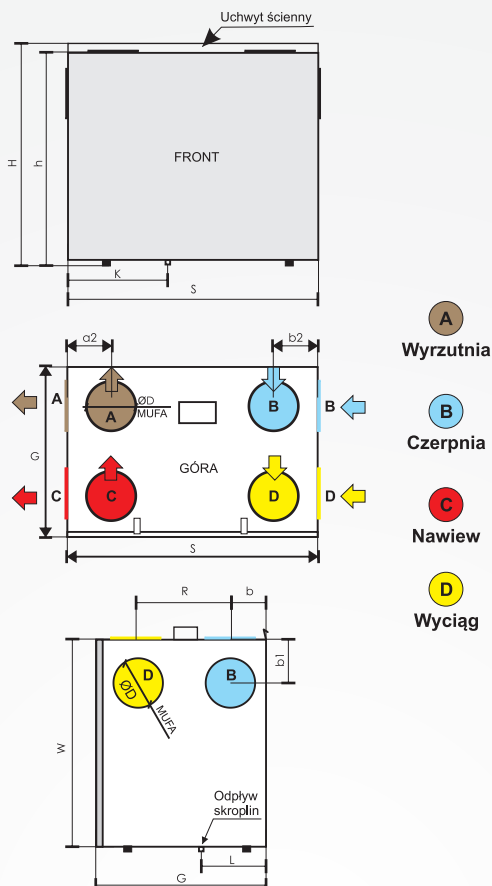 Uchwyt ścienny
FRONT
H
h
K
S
a2
b2
A
A
ØD
MUFA
B
B
G
GÓRA
C
C
D
D
S
R
b
b1
D
ØD
MUFA
B
W
Odpływ
skroplin
L
G
A
Wyrzutnia
B
Czerpnia
C
Nawiew
D
Wyciąg